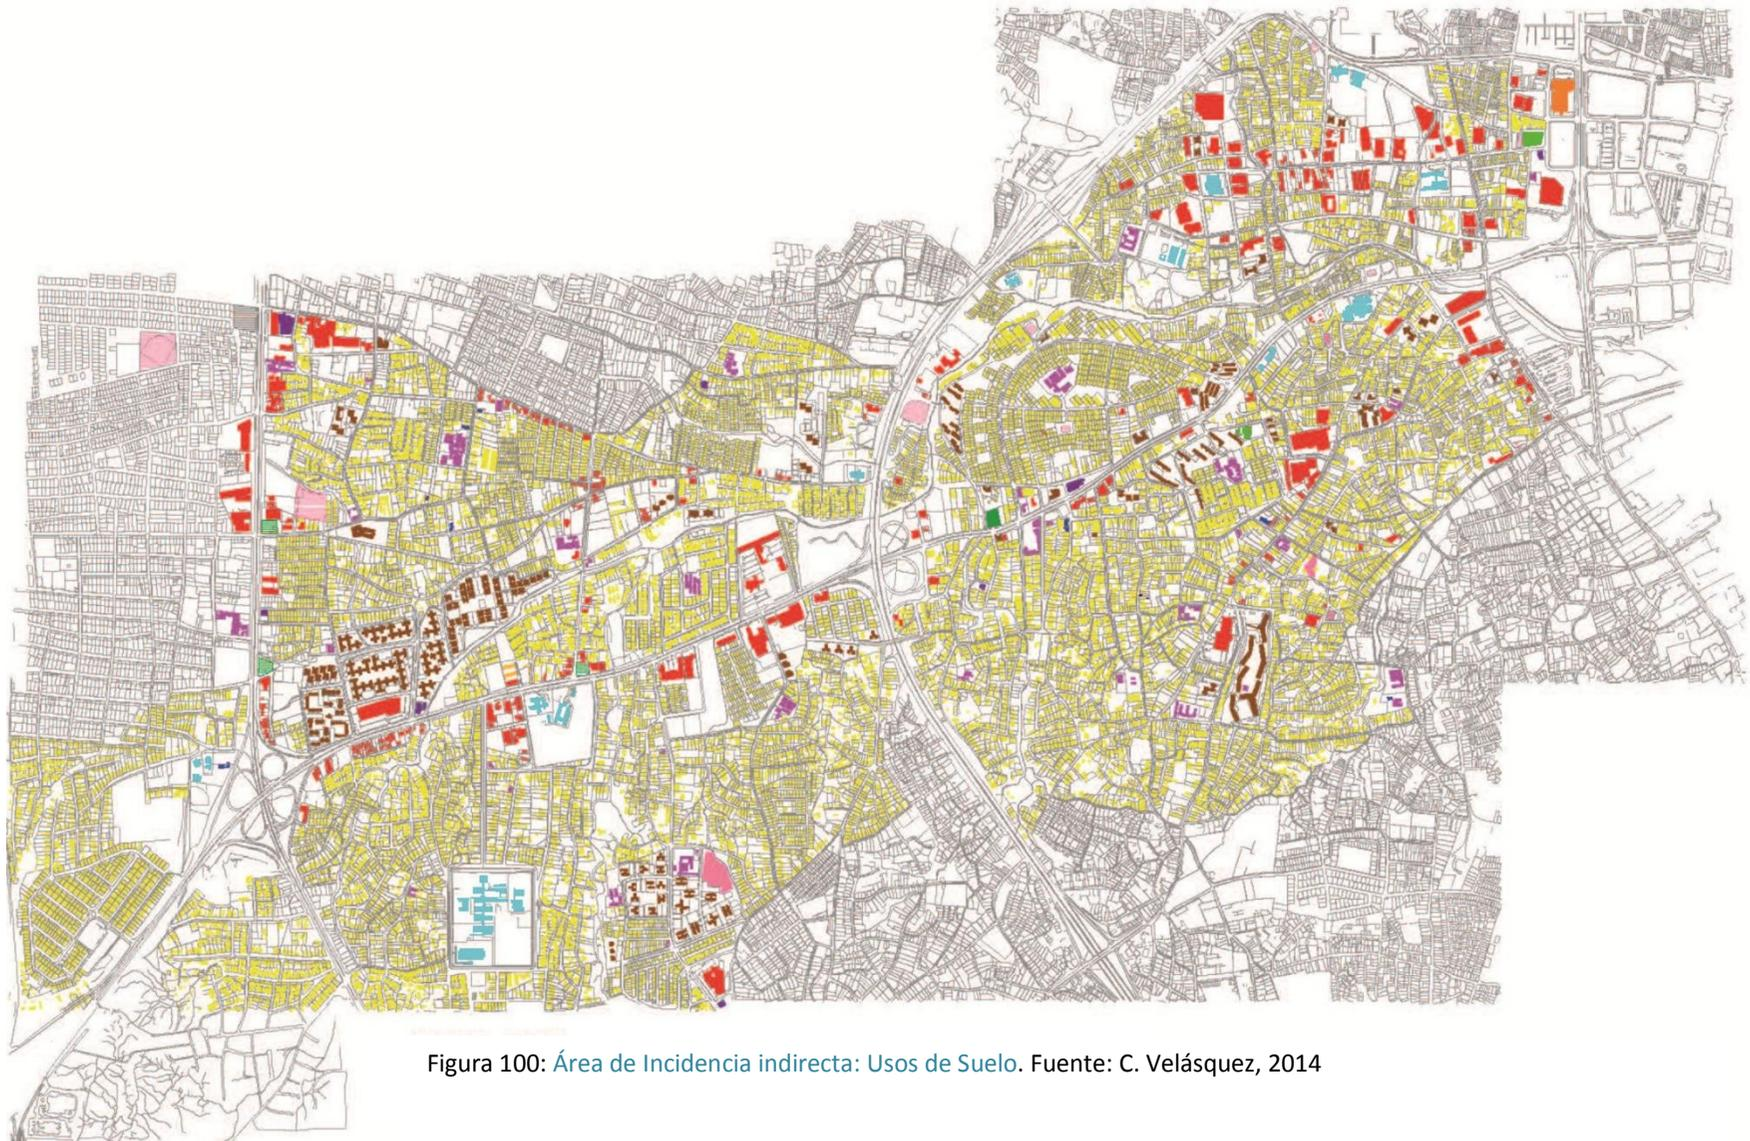 Figura 100: Área de Incidencia indirecta: Usos de Suelo. Fuente: C. Velásquez, 2014